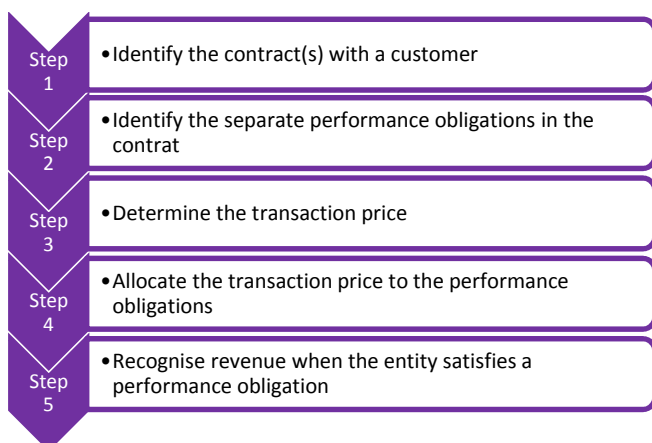 Step
1
•Identify the contract(s) with a customer
Step
2
•Identify the separate performance obligations in the
contrat
Step
3
•Determine the transaction price
Step
4
•Allocate the transaction price to the performance
obligations
Step
5
•Recognise revenue when the entity satisfies a
performance obligation